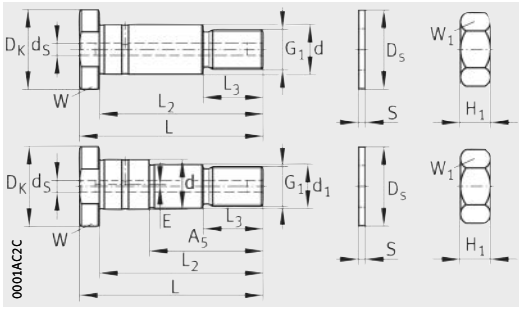 D_K d_S G_1 d D_S W_1
W L_3 S H_1
L_2
L
D_K d_S d G_1 d_1 D_S W_1
W E L_3 S H_1
A_5
L_2
L
0001AC2C